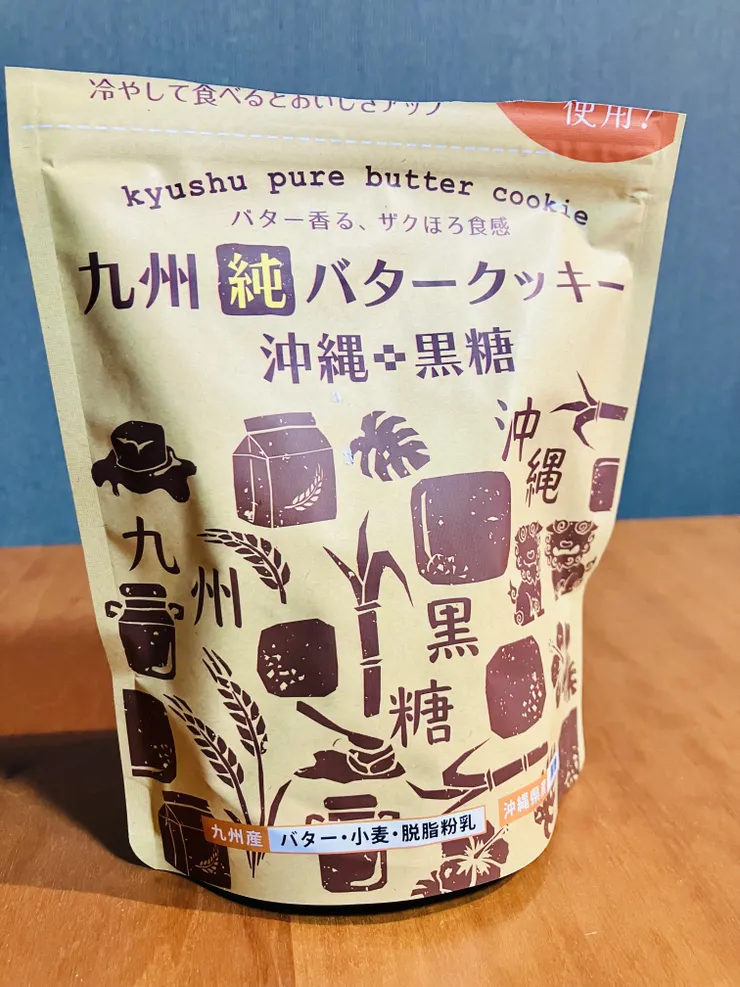 冷やして食べるとおいしさアップ
使用!
kyushu pure butter cookie
バター香る、ザクほろ食感
九州 純 バタークッキー
沖縄 黒糖
沖縄
九州
黒糖
九州産 バター・小麦・脱脂粉乳
沖縄県産